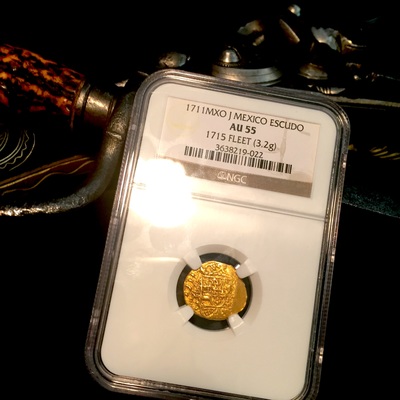 1711MXO J MEXICO ESCUDO
AU 55
1715 FLEET (3.2g)
3638219-022
NGC